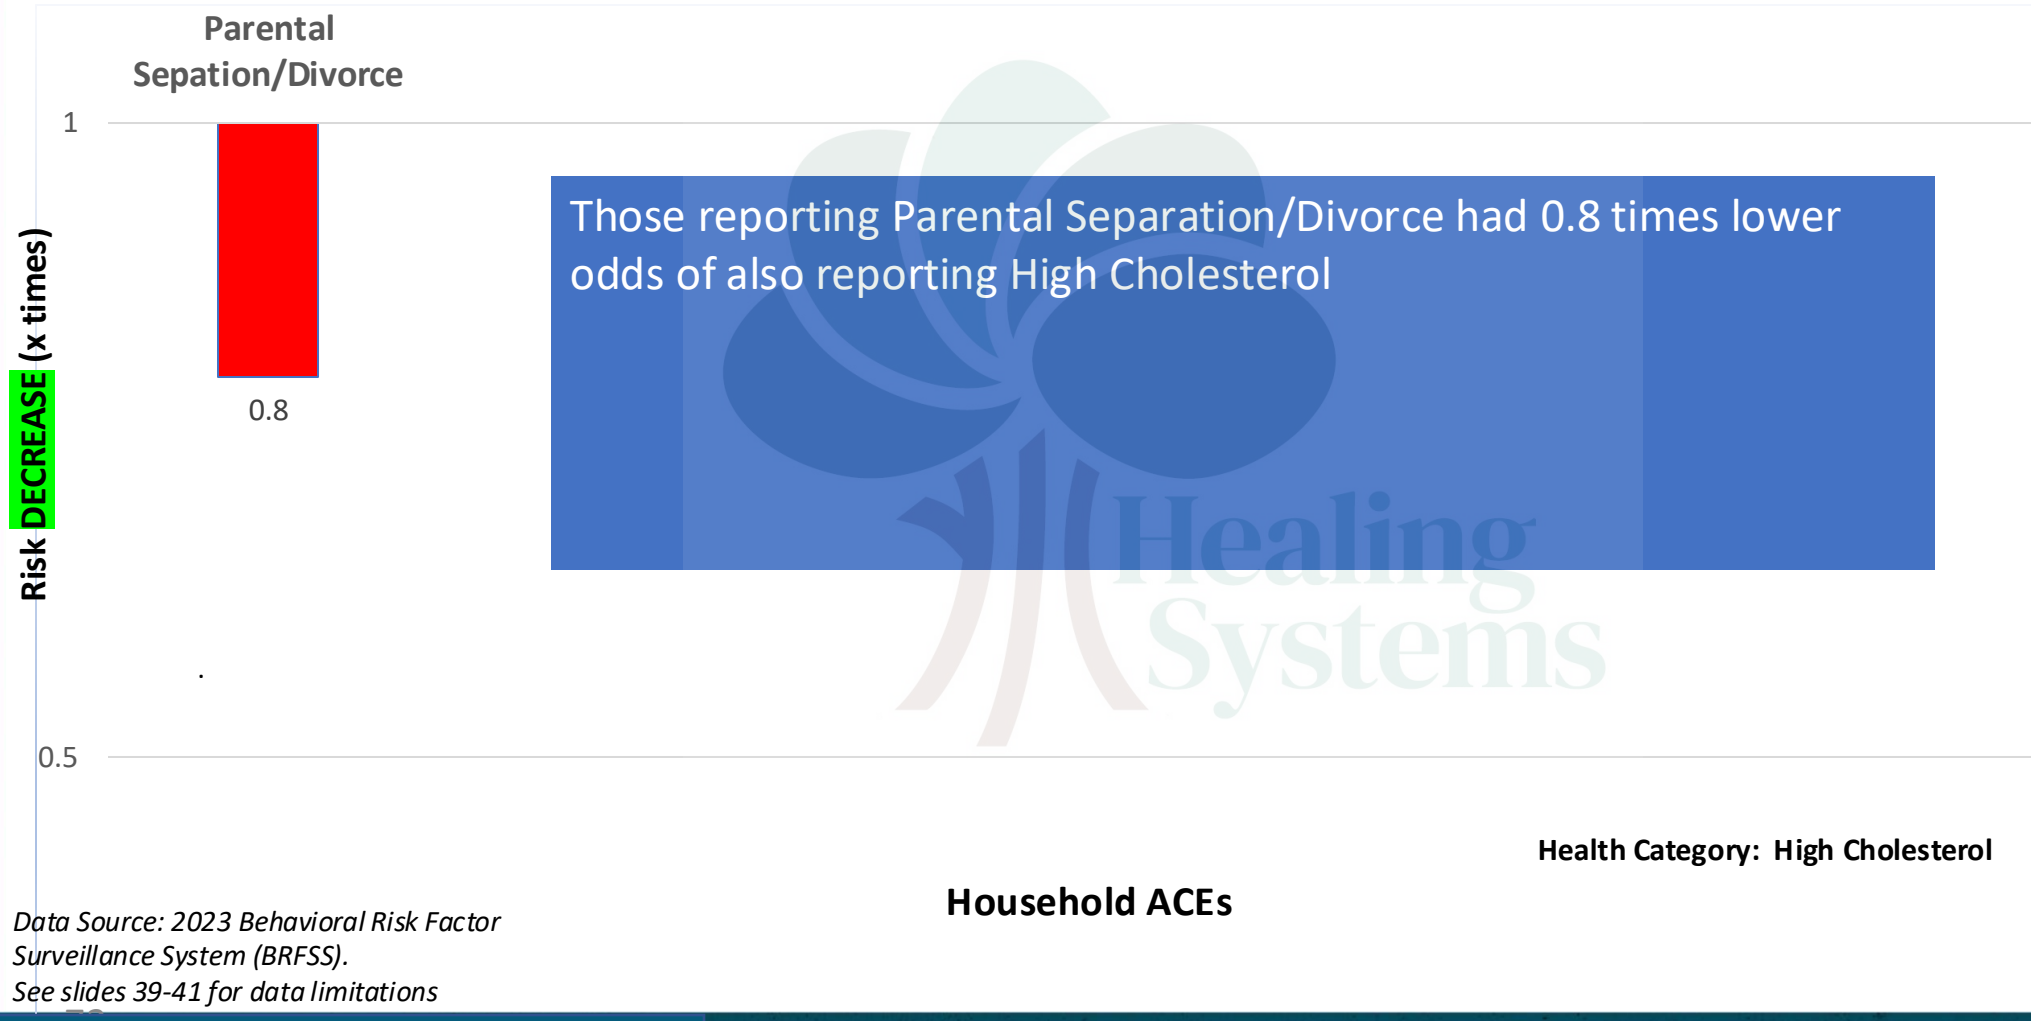 Parental
Sepation/Divorce
1
Those reporting Parental Separation/Divorce had 0.8 times lower
odds of also reporting High Cholesterol
Risk DECREASE (x times)
0.8
Healing
Systems
.
0.5
Health Category: High Cholesterol
Household ACEs
Data Source: 2023 Behavioral Risk Factor
Surveillance System (BRFSS).
See slides 39-41 for data limitations